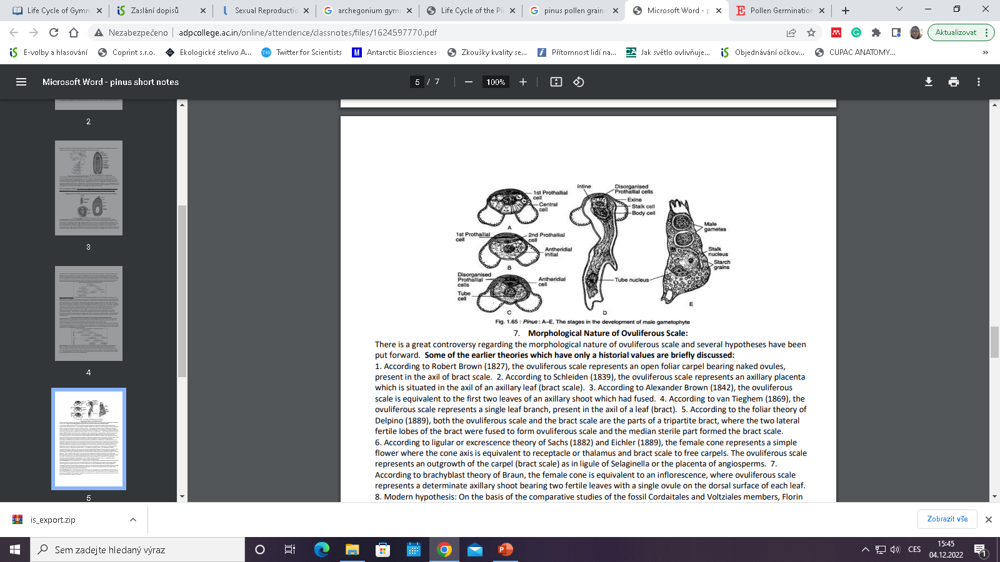 Life Cycle of Gymn
Zaslání dopisů
Sexual Reproductio
archegonium gymn
Life Cycle of the Pi
pinus pollen grain -
Microsoft Word - p
Pollen Germination
Nezabezpečeno
adpcollege.ac.in/online/attendence/classnotes/files/1624597770.pdf
Aktualizovat
E-volby a hlasování
Coprint s.r.o.
Ekologické stelivo A...
Twitter for Scientists
Antarctic Biosciences
Zkoušky kvality se...
Přítomnost lidí na...
Jak světlo ovlivňuje...
Objednávání očkov...
CUPAC ANATOMY...
»
Microsoft Word - pinus short notes
5 / 7
100%
2
3
4
5
1st Prothallial
cell
Central
cell
A
1st Prothallial
cell
2nd Prothallial
cell
Antheridial
initial
B
Disorganised
Prothallial
cells
Antheridial
cell
Tube
cell
C
Intine
Disorganised
Prothallial cells
Exine
Stalk cell
Body cell
Tube nucleus
D
Male
gametes
Stalk
nucleus
Starch
grains
E
Fig. 1.65 : Pinus : A–E. The stages in the development of male gametophyte
7. Morphological Nature of Ovuliferous Scale:
There is a great controversy regarding the morphological nature of ovuliferous scale and several hypotheses have been
put forward. Some of the earlier theories which have only a historial values are briefly discussed:
1. According to Robert Brown (1827), the ovuliferous scale represents an open foliar carpel bearing naked ovules,
present in the axil of bract scale. 2. According to Schleiden (1839), the ovuliferous scale represents an axillary placenta
which is situated in the axil of an axillary leaf (bract scale). 3. According to Alexander Brown (1842), the ovuliferous
scale is equivalent to the first two leaves of an axillary shoot which had fused. 4. According to van Tieghem (1869), the
ovuliferous scale represents a single leaf branch, present in the axil of a leaf (bract). 5. According to the foliar theory of
Delpino (1889), both the ovuliferous scale and the bract scale are the parts of a tripartite bract, where the two lateral
fertile lobes of the bract were fused to form ovuliferous scale and the median sterile part formed the bract scale.
6. According to ligular or excrescence theory of Sachs (1882) and Eichler (1889), the female cone represents a simple
flower where the cone axis is equivalent to receptacle or thalamus and bract scale to free carpels. The ovuliferous scale
represents an outgrowth of the carpel (bract scale) as in ligule of Selaginella or the placenta of angiosperms. 7.
According to brachyblast theory of Braun, the female cone is equivalent to an inflorescence, where ovuliferous scale
represents a determinate axillary shoot bearing two fertile leaves with a single ovule on the dorsal surface of each leaf.
8. Modern hypothesis: On the basis of the comparative studies of the fossil Cordaitales and Voltziales members, Florin
is_export.zip
Zobrazit vše
Sem zadejte hledaný výraz
CES
15:45
04.12.2022
1